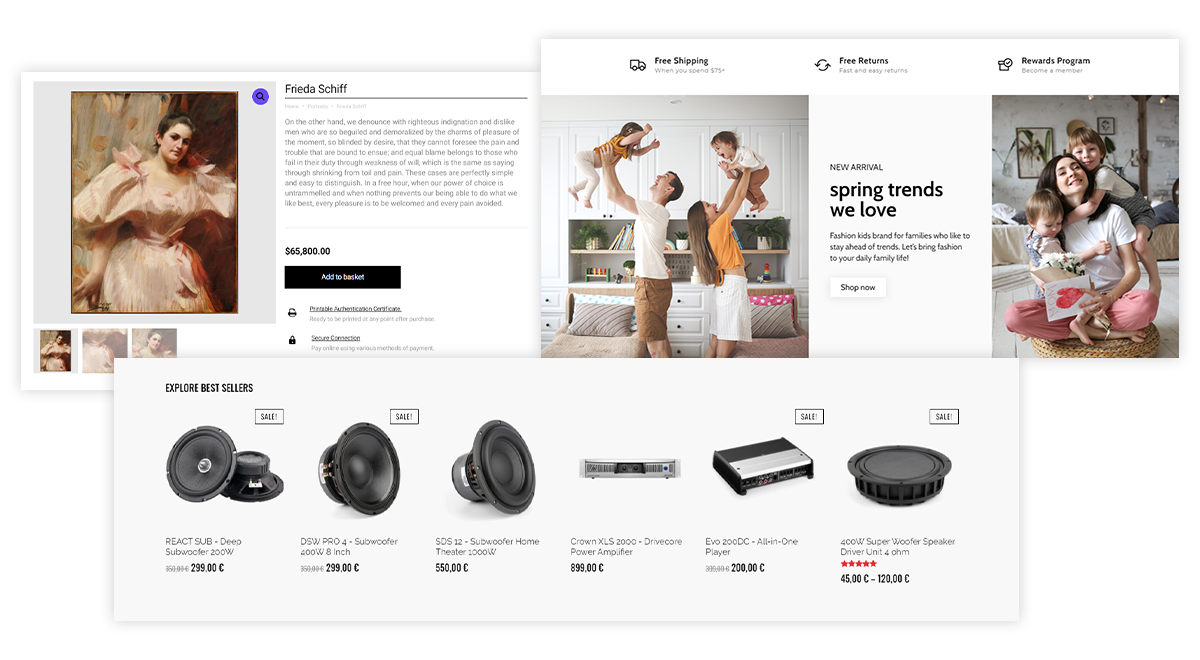 Frieda Schiff
Home › Portraits › Frieda Schiff
On the other hand, we denounce with righteous indignation and dislike
men who are so beguiled and demoralized by the charms of pleasure of
the moment, so blinded by desire, that they cannot foresee the pain and
trouble that are bound to ensue; and equal blame belongs to those who
fail in their duty through weakness of will, which is the same as saying
through shrinking from toil and pain. These cases are perfectly simple
and easy to distinguish. In a free hour, when our power of choice is
untrammelled and when nothing prevents our being able to do what we
like best, every pleasure is to be welcomed and every pain avoided.
$65,800.00
Add to basket
Printable Authentication Certificate.
Ready to be printed at any point after purchase.
Secure Connection
Pay online using various methods of payment.
Free Shipping
When you spend $75+
Free Returns
Fast and easy returns
Rewards Program
Become a member
NEW ARRIVAL
spring trends
we love
Fashion kids brand for families who like to
stay ahead of trends. Let's bring fashion
to your daily family life!
Shop now
EXPLORE BEST SELLERS
SALE!
SALE!
SALE!
SALE!
REACT SUB - Deep
Subwoofer 200W
350,00 € 299,00 €
DSW PRO 4 - Subwoofer
400W 8 Inch
350,00 € 299,00 €
SDS 12 - Subwoofer Home
Theater 1000W
550,00 €
Crown XLS 2000 - Drivecore
Power Amplifier
899,00 €
Evo 200DC - All-in-One
Player
399,00 € 200,00 €
400W Super Woofer Speaker
Driver Unit 4 ohm
45,00 € – 120,00 €